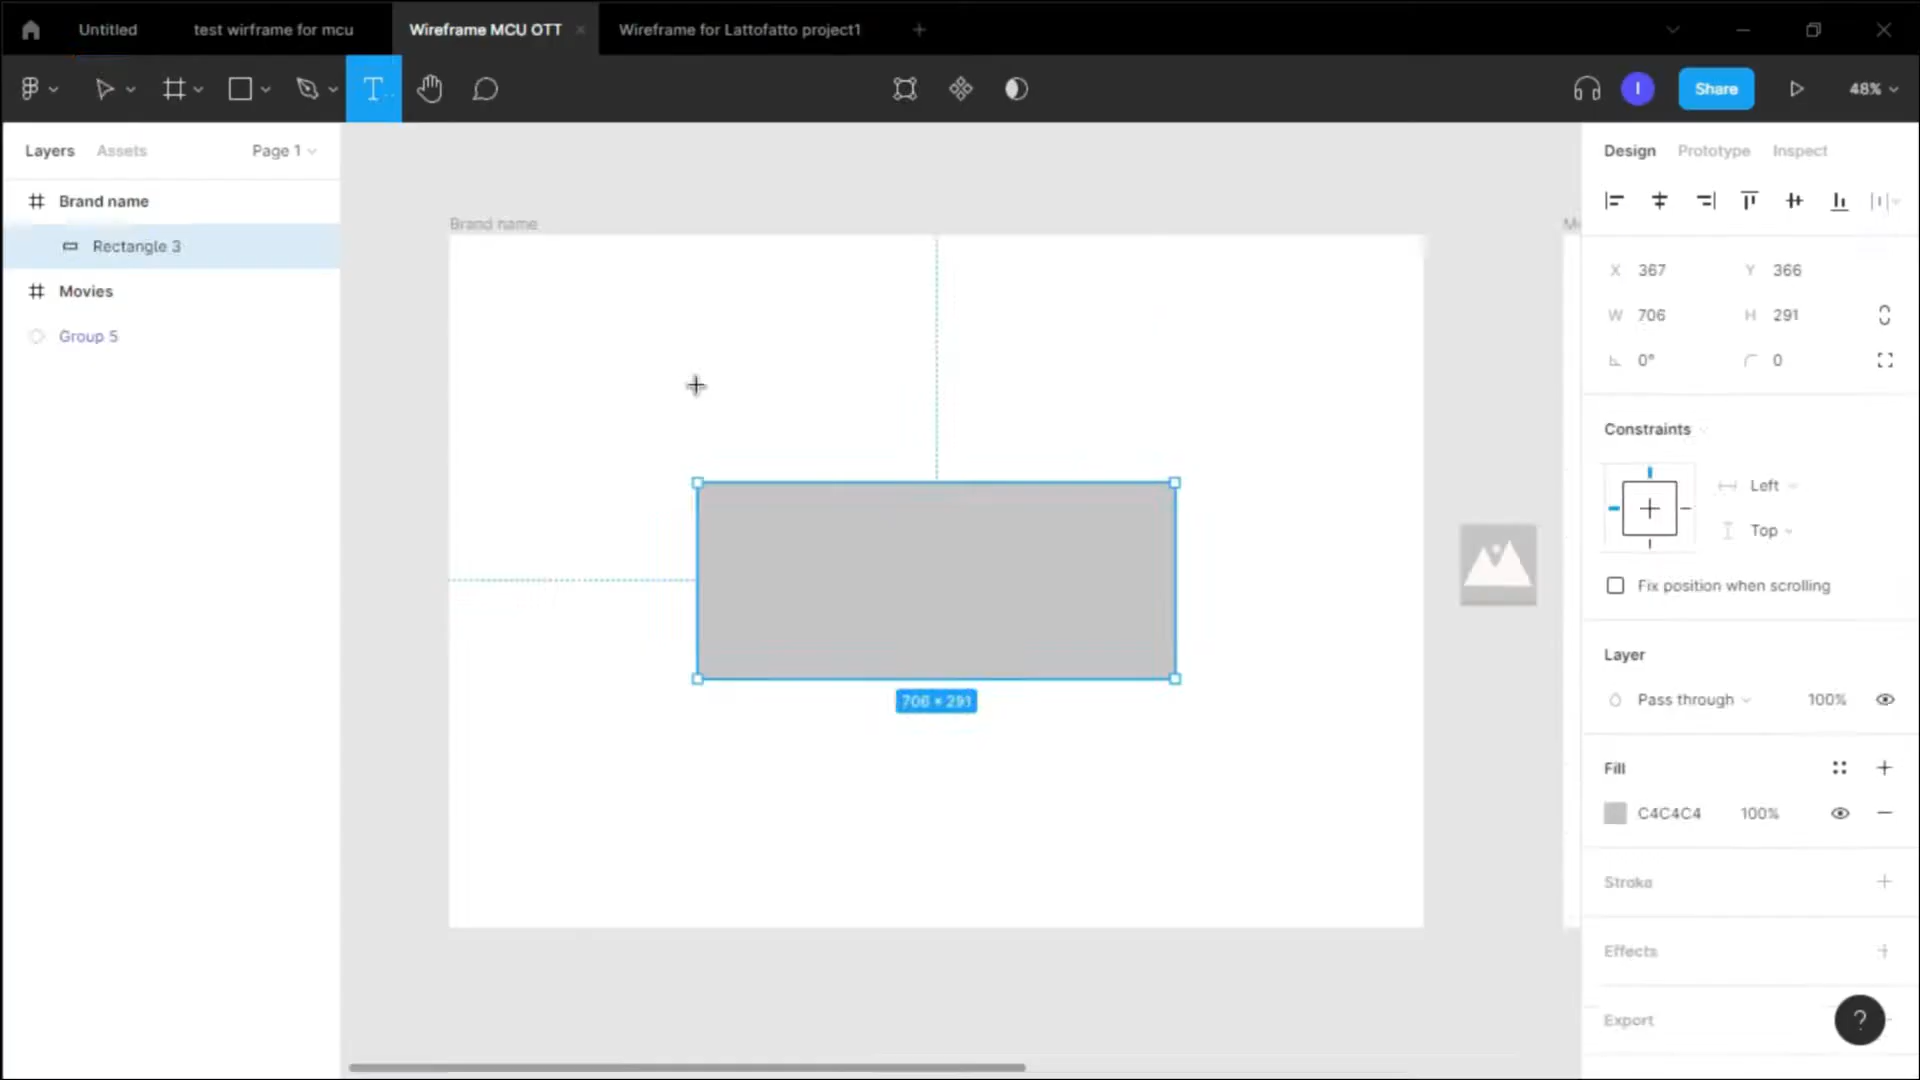 Untitled
test wirframe for mcu
Wireframe MCU OTT
Wireframe for Lattofatto project1
I
Share
48%
Layers
Assets
Page 1
Design
Prototype
Inspect
Brand name
Rectangle 3
Movies
Group 5
Brand name
706 × 291
X 367
Y 366
W 706
H 291
0°
0
Constraints
Left
Top
Fix position when scrolling
Layer
Pass through
100%
Fill
C4C4C4
100%
Stroke
Effects
Export
?